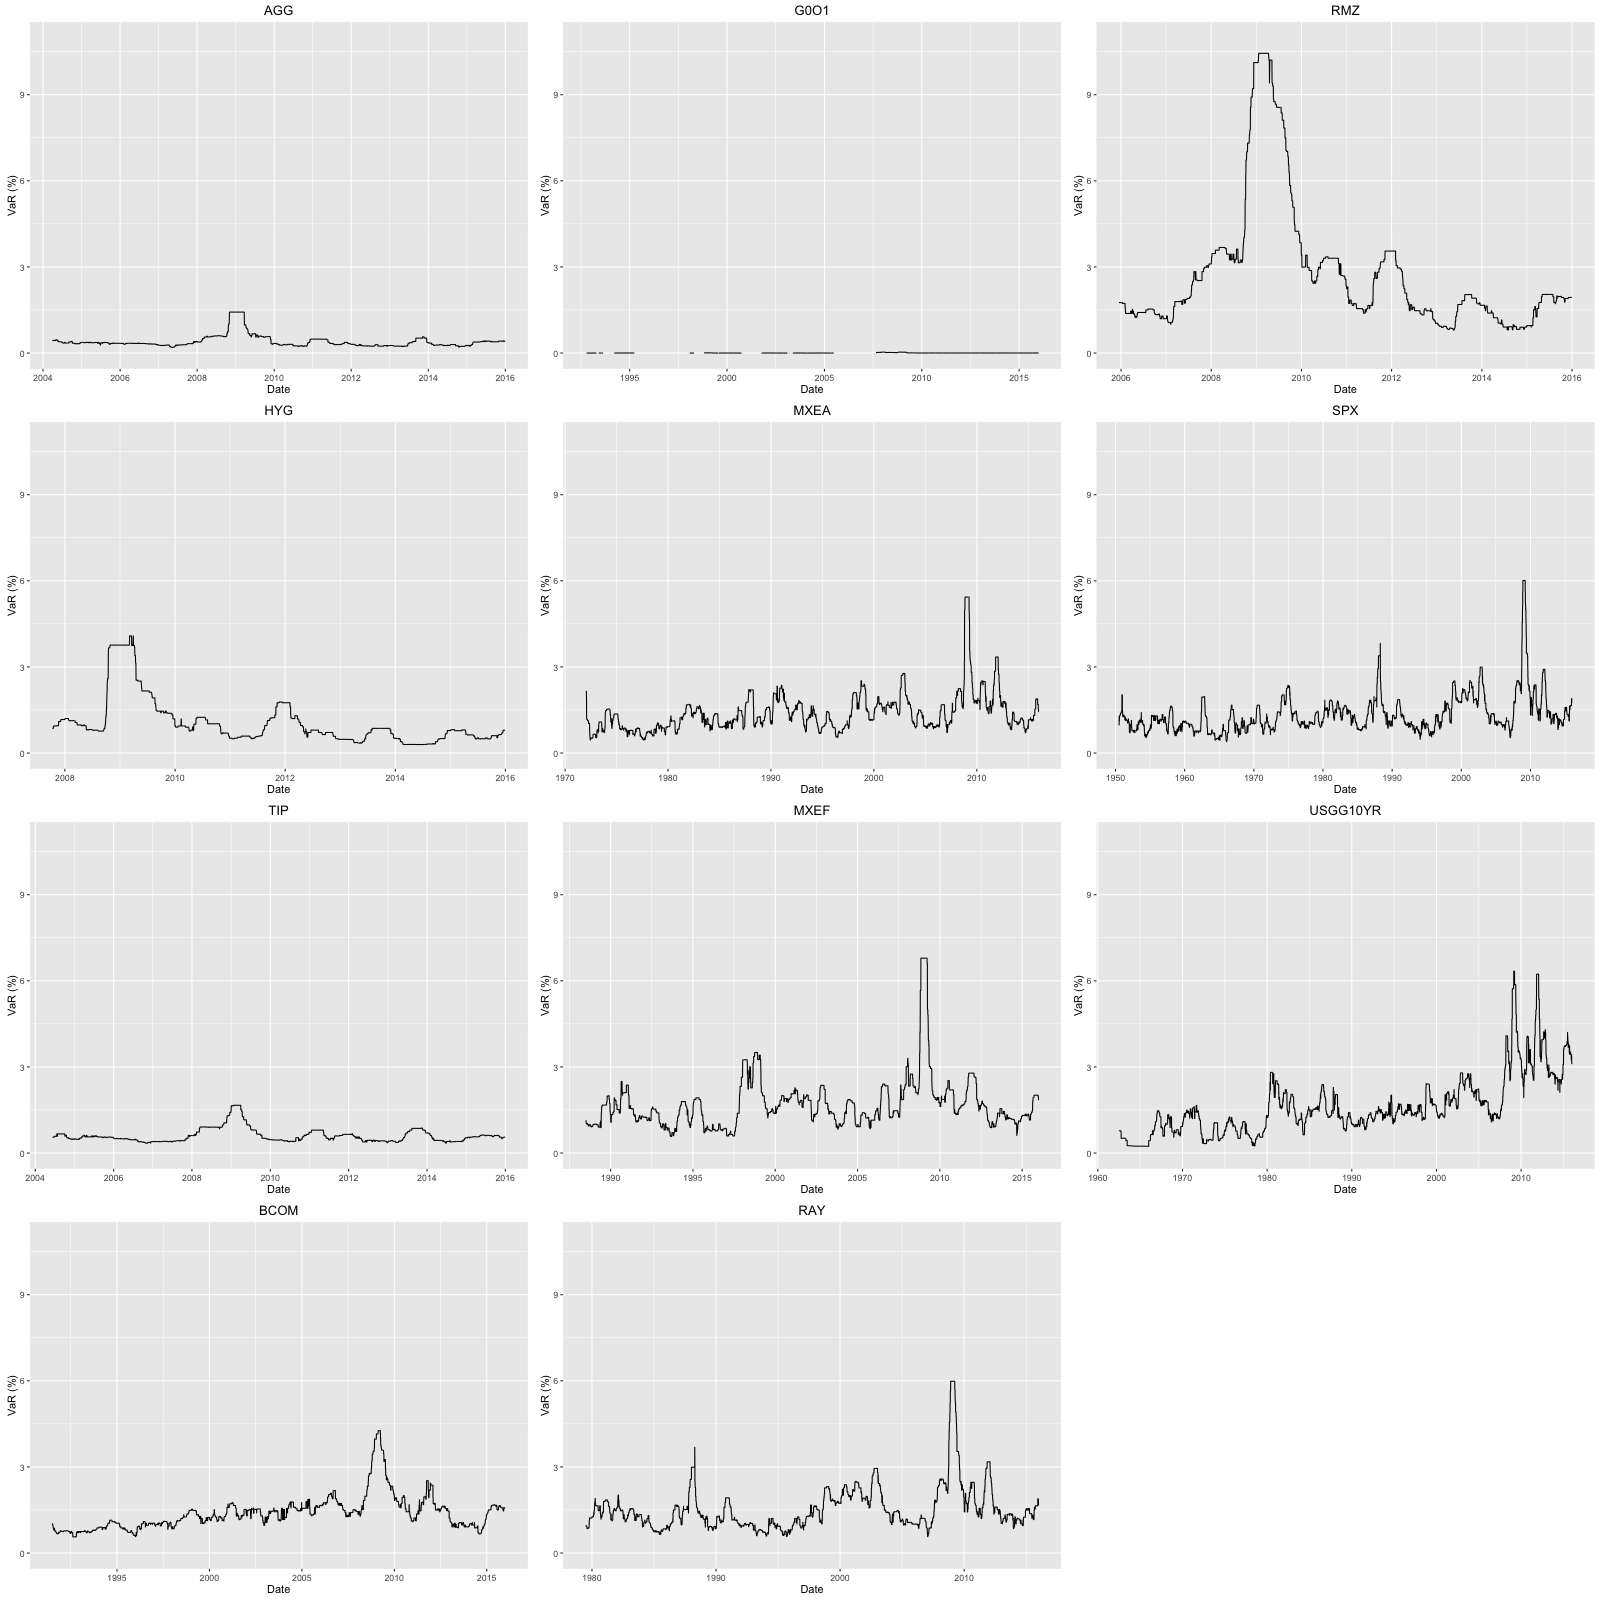 AGG
VaR (%)
9
6
3
0
2004 2006 2008 2010 2012 2014 2016
Date
G0O1
VaR (%)
9
6
3
0
1995 2000 2005 2010 2015
Date
RMZ
VaR (%)
9
6
3
0
2006 2008 2010 2012 2014 2016
Date
HYG
VaR (%)
9
6
3
0
2008 2010 2012 2014 2016
Date
MXEA
VaR (%)
9
6
3
0
1970 1980 1990 2000 2010
Date
SPX
VaR (%)
9
6
3
0
1950 1960 1970 1980 1990 2000 2010
Date
TIP
VaR (%)
9
6
3
0
2004 2006 2008 2010 2012 2014 2016
Date
MXEF
VaR (%)
9
6
3
0
1990 1995 2000 2005 2010 2015
Date
USGG10YR
VaR (%)
9
6
3
0
1960 1970 1980 1990 2000 2010
Date
BCOM
VaR (%)
9
6
3
0
1995 2000 2005 2010 2015
Date
RAY
VaR (%)
9
6
3
0
1980 1990 2000 2010
Date